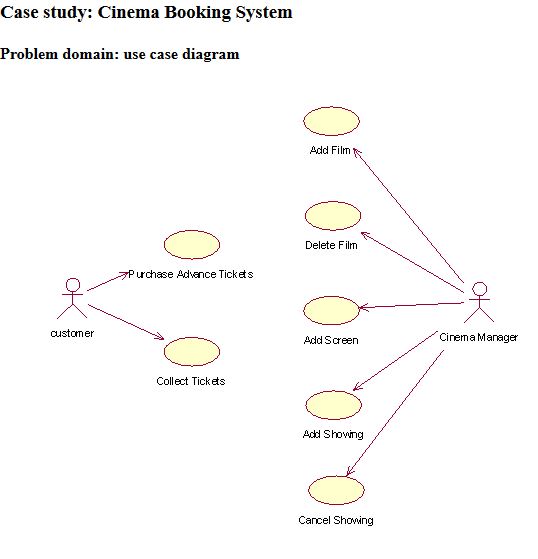 Case study: Cinema Booking System
Problem domain: use case diagram
Add Film
Delete Film
Purchase Advance Tickets
customer
Cinema Manager
Add Screen
Collect Tickets
Add Showing
Cancel Showing